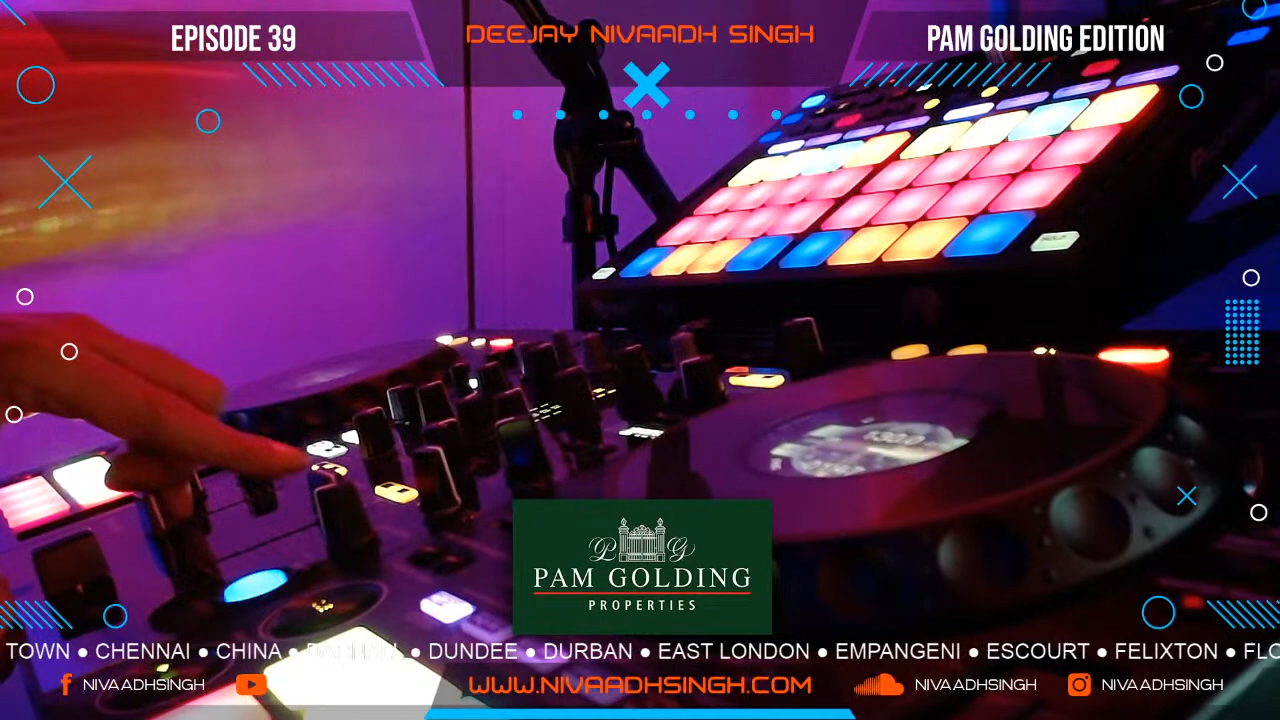 EPISODE 39
DEEJAY NIVAADH SINGH
PAM GOLDING EDITION
P G
PAM GOLDING
PROPERTIES
TOWN ● CHENNAI ● CHINA ● ● DUNDEE ● DURBAN ● EAST LONDON ● EMPANGENI ● ESCOURT ● FELIXTON ● FLO
NIVAADHSINGH
WWW.NIVAADHSINGH.COM
NIVAADHSINGH
NIVAADHSINGH